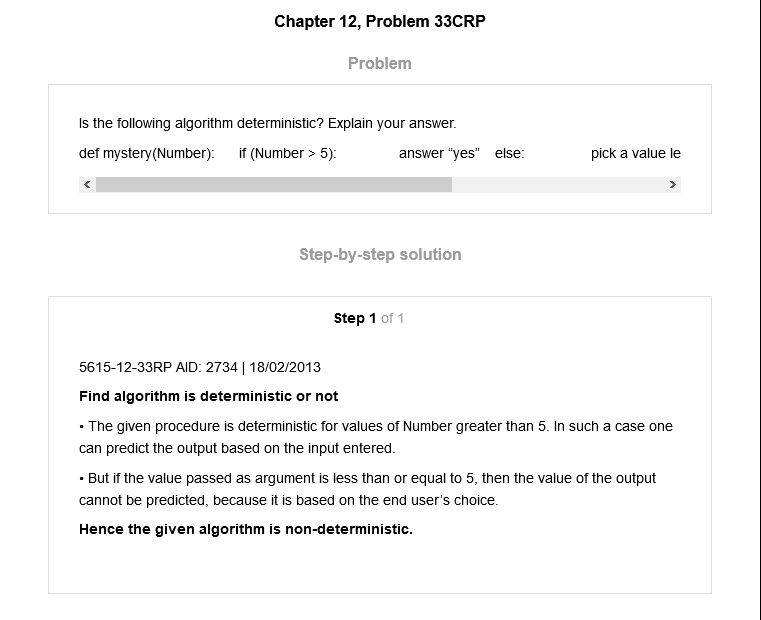 Chapter 12, Problem 33CRP
Problem
Is the following algorithm deterministic? Explain your answer.
def mystery(Number): if (Number > 5): answer “yes” else: pick a value le
Step-by-step solution
Step 1 of 1
5615-12-33RP AID: 2734 | 18/02/2013
Find algorithm is deterministic or not
• The given procedure is deterministic for values of Number greater than 5. In such a case one
can predict the output based on the input entered.
• But if the value passed as argument is less than or equal to 5, then the value of the output
cannot be predicted, because it is based on the end user’s choice.
Hence the given algorithm is non-deterministic.